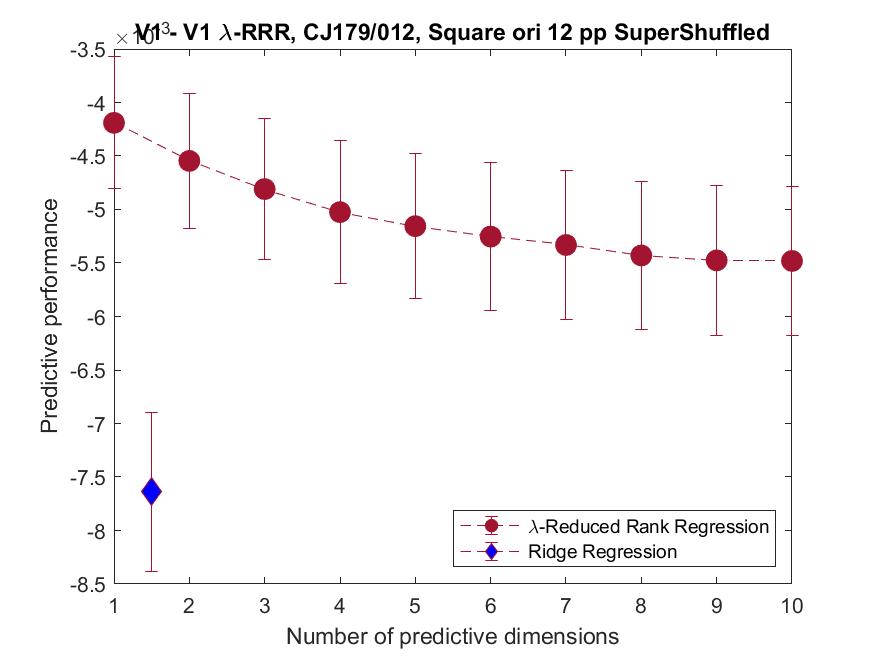 V1 - V1 λ-RRR, CJ179/012, Square ori 12 pp SuperShuffled
-3.5
-4
-4.5
-5
-5.5
-6
-6.5
-7
-7.5
-8
-8.5
Predictive performance
λ-Reduced Rank Regression
Ridge Regression
1 2 3 4 5 6 7 8 9 10
Number of predictive dimensions